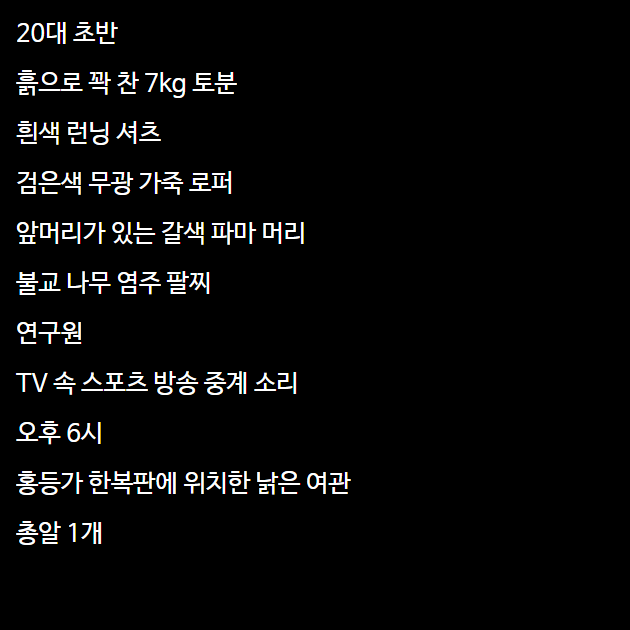 20대 초반
흙으로 꽉 찬 7kg 토분
흰색 런닝 셔츠
검은색 무광 가죽 로퍼
앞머리가 있는 갈색 파마 머리
불교 나무 염주 팔찌
연구원
TV 속 스포츠 방송 중계 소리
오후 6시
홍등가 한복판에 위치한 낡은 여관
총알 1개